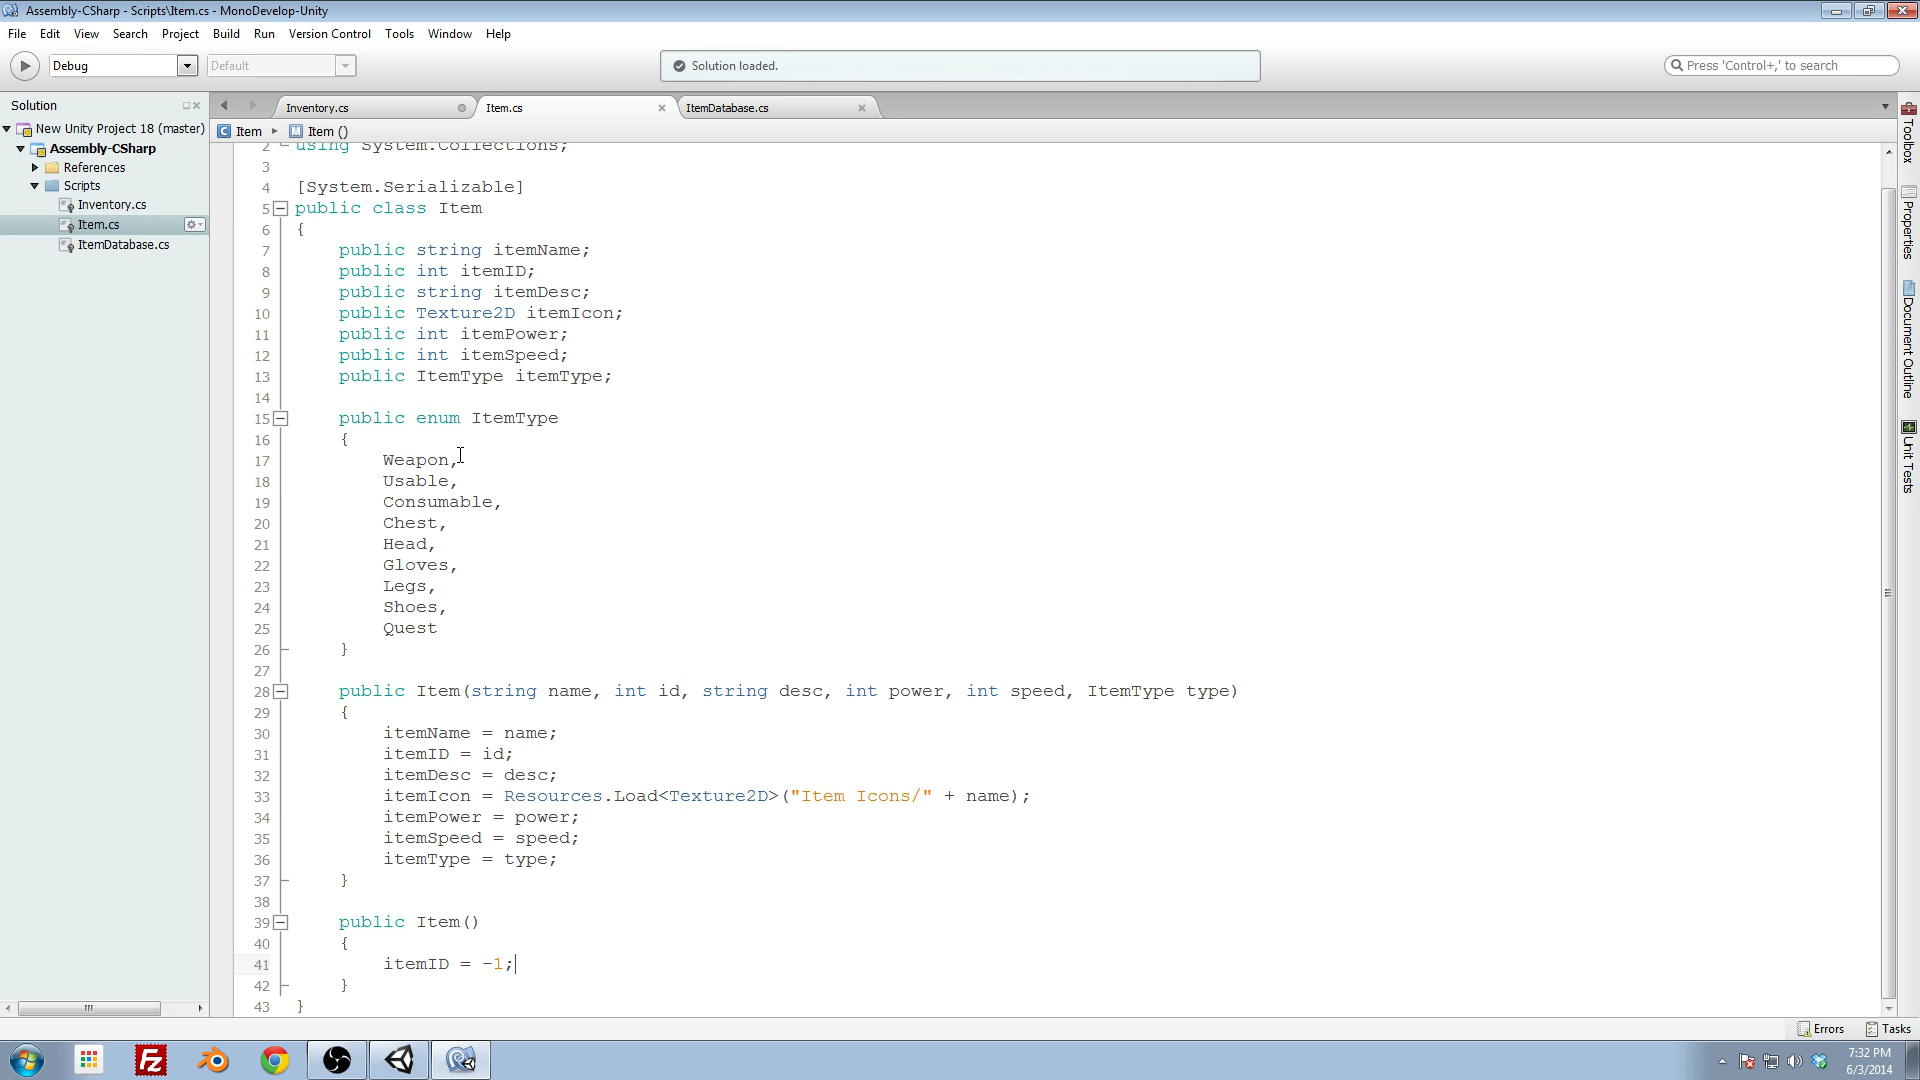 Assembly-CSharp - Scripts\Item.cs - MonoDevelop-Unity
File Edit View Search Project Build Run Version Control Tools Window Help
Debug
Default
Solution loaded.
Press 'Control+,' to search
Solution
New Unity Project 18 (master)
Assembly-CSharp
References
Scripts
Inventory.cs
Item.cs
ItemDatabase.cs
Inventory.cs
Item.cs
ItemDatabase.cs
Item
Item ()
2 using System.Collections;
3
4 [System.Serializable]
5 public class Item
6 {
7 public string itemName;
8 public int itemID;
9 public string itemDesc;
10 public Texture2D itemIcon;
11 public int itemPower;
12 public int itemSpeed;
13 public ItemType itemType;
14
15 public enum ItemType
16 {
17 Weapon,
18 Usable,
19 Consumable,
20 Chest,
21 Head,
22 Gloves,
23 Legs,
24 Shoes,
25 Quest
26 }
27
28 public Item(string name, int id, string desc, int power, int speed, ItemType type)
29 {
30 itemName = name;
31 itemID = id;
32 itemDesc = desc;
33 itemIcon = Resources.Load<Texture2D>("Item Icons/" + name);
34 itemPower = power;
35 itemSpeed = speed;
36 itemType = type;
37 }
38
39 public Item()
40 {
41 itemID = -1;
42 }
43 }
Toolbox
Properties
Document Outline
Unit Tests
Errors
Tasks
Fz
7:32 PM
6/3/2014